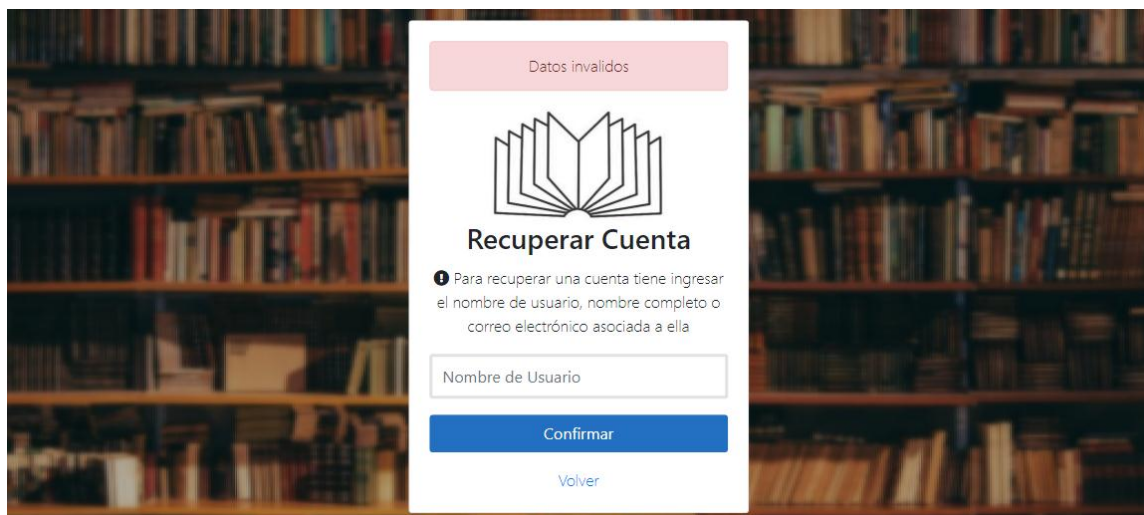 Datos invalidos
Recuperar Cuenta
Para recuperar una cuenta tiene ingresar
el nombre de usuario, nombre completo o
correo electrónico asociada a ella
Nombre de Usuario
Confirmar
Volver